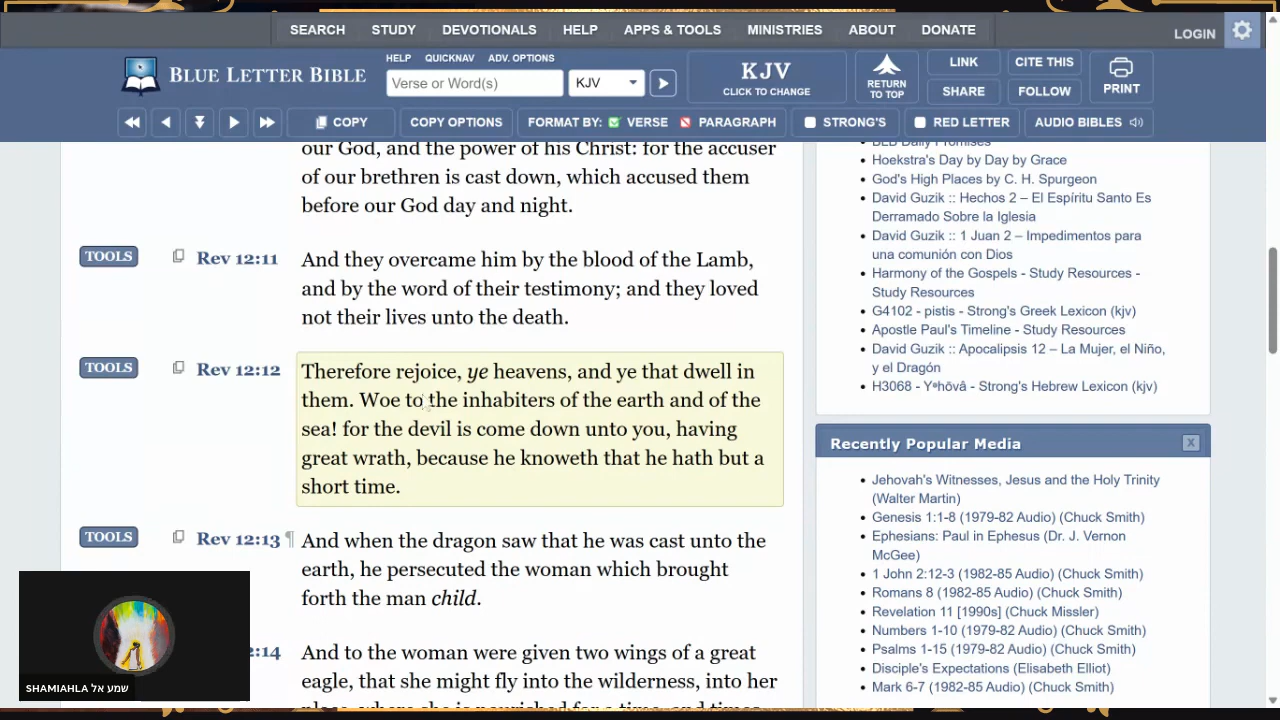 SEARCH STUDY DEVOTIONALS HELP APPS & TOOLS MINISTRIES ABOUT DONATE LOGIN
BLUE LETTER BIBLE
HELP QUICKNAV ADV. OPTIONS
Verse or Word(s) KJV
KJV
CLICK TO CHANGE
RETURN
TO TOP
LINK CITE THIS
SHARE FOLLOW
PRINT
COPY COPY OPTIONS FORMAT BY: VERSE PARAGRAPH STRONG'S RED LETTER AUDIO BIBLES
our God, and the power of his Christ: for the accuser
of our brethren is cast down, which accused them
before our God day and night.
TOOLS Rev 12:11 And they overcame him by the blood of the Lamb,
and by the word of their testimony; and they loved
not their lives unto the death.
TOOLS Rev 12:12 Therefore rejoice, ye heavens, and ye that dwell in
them. Woe to the inhabiters of the earth and of the
sea! for the devil is come down unto you, having
great wrath, because he knoweth that he hath but a
short time.
TOOLS Rev 12:13 ¶ And when the dragon saw that he was cast unto the
earth, he persecuted the woman which brought
forth the man child.
:14 And to the woman were given two wings of a great
eagle, that she might fly into the wilderness, into her
place, where she is nourished for a time, and times,
BLB Daily Promises
Hoekstra's Day by Day by Grace
God's High Places by C. H. Spurgeon
David Guzik :: Hechos 2 – El Espíritu Santo Es
Derramado Sobre la Iglesia
David Guzik :: 1 Juan 2 – Impedimentos para
una comunión con Dios
Harmony of the Gospels - Study Resources -
Study Resources
G4102 - pistis - Strong's Greek Lexicon (kjv)
Apostle Paul's Timeline - Study Resources
David Guzik :: Apocalipsis 12 – La Mujer, el Niño,
y el Dragón
H3068 - Yᵊhōvâ - Strong's Hebrew Lexicon (kjv)
Recently Popular Media X
Jehovah's Witnesses, Jesus and the Holy Trinity
(Walter Martin)
Genesis 1:1-8 (1979-82 Audio) (Chuck Smith)
Ephesians: Paul in Ephesus (Dr. J. Vernon
McGee)
1 John 2:12-3 (1982-85 Audio) (Chuck Smith)
Romans 8 (1982-85 Audio) (Chuck Smith)
Revelation 11 [1990s] (Chuck Missler)
Numbers 1-10 (1979-82 Audio) (Chuck Smith)
Psalms 1-15 (1979-82 Audio) (Chuck Smith)
Disciple's Expectations (Elisabeth Elliot)
Mark 6-7 (1982-85 Audio) (Chuck Smith)
SHAMIAHLA שמע אל